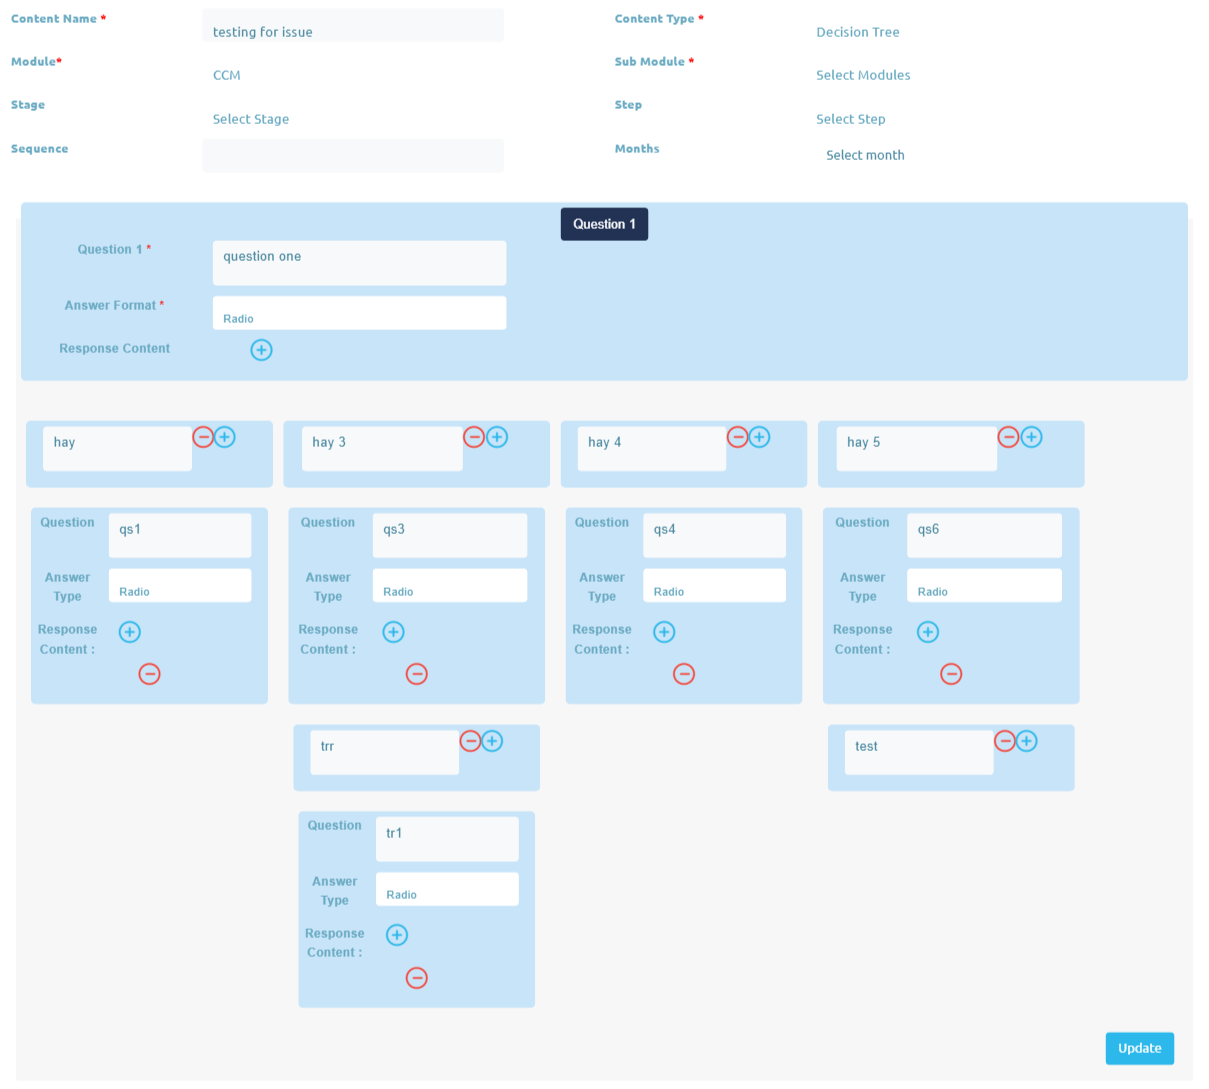 Content Name *
testing for issue
Content Type *
Decision Tree
Module*
CCM
Sub Module *
Select Modules
Stage
Select Stage
Step
Select Step
Sequence
Months
Select month
Question 1
Question 1 *
question one
Answer Format *
Radio
Response Content
hay
hay 3
hay 4
hay 5
Question
qs1
Answer
Type
Radio
Response
Content :
Question
qs3
Answer
Type
Radio
Response
Content :
Question
qs4
Answer
Type
Radio
Response
Content :
Question
qs6
Answer
Type
Radio
Response
Content :
trr
test
Question
tr1
Answer
Type
Radio
Response
Content :
Update